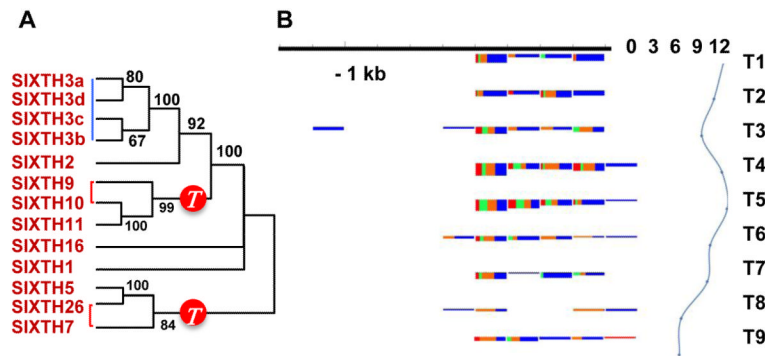 A
B
0 3 6 9 12
- 1 kb
SlXTH3a
SlXTH3d
SlXTH3c
SlXTH3b
SlXTH2
SlXTH9
SlXTH10
SlXTH11
SlXTH16
SlXTH1
SlXTH5
SlXTH26
SlXTH7
80
100
67
92
100
99
100
100
84
T
T
T1
T2
T3
T4
T5
T6
T7
T8
T9